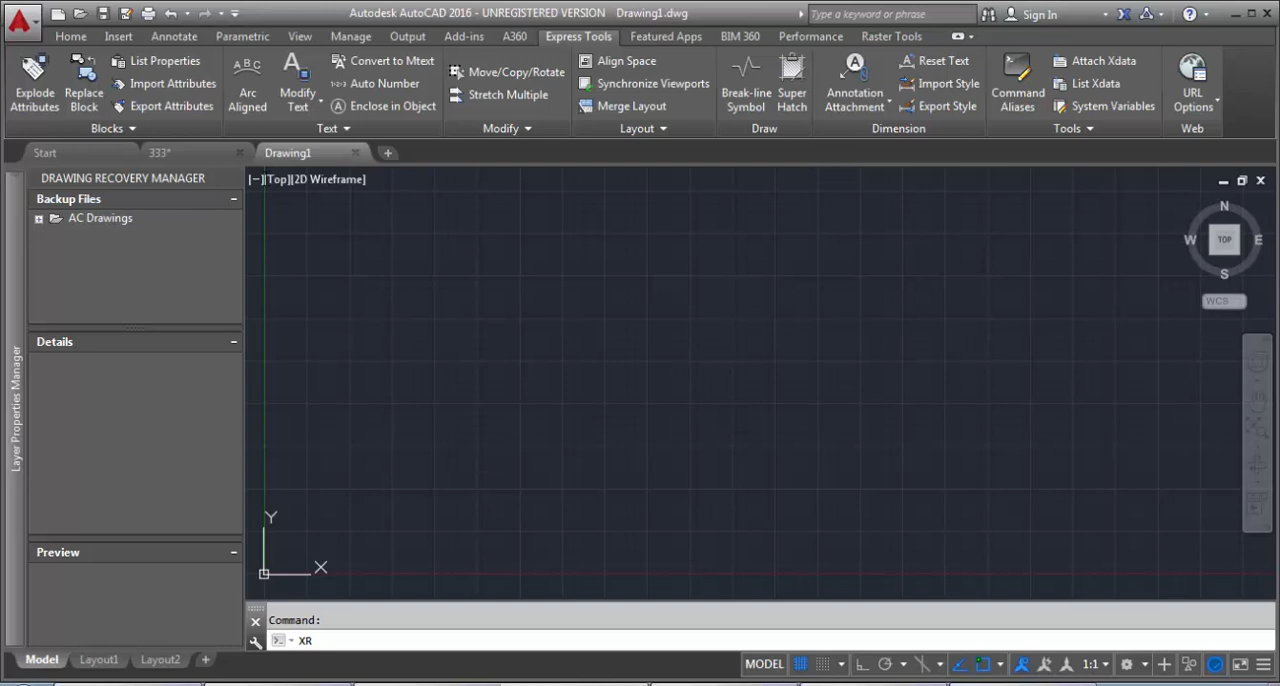 Autodesk AutoCAD 2016 - UNREGISTERED VERSION Drawing1.dwg
Type a keyword or phrase
Sign In
Home Insert Annotate Parametric View Manage Output Add-ins A360 Express Tools Featured Apps BIM 360 Performance Raster Tools
Explode Attributes
Replace Block
List Properties
Import Attributes
Export Attributes
Blocks
Arc Aligned
Modify Text
Convert to Mtext
Auto Number
Enclose in Object
Text
Move/Copy/Rotate
Stretch Multiple
Modify
Align Space
Synchronize Viewports
Merge Layout
Layout
Break-line Symbol
Super Hatch
Draw
Annotation Attachment
Reset Text
Import Style
Export Style
Dimension
Command Aliases
Attach Xdata
List Xdata
System Variables
Tools
URL Options
Web
Start 333* Drawing1
DRAWING RECOVERY MANAGER
Backup Files
AC Drawings
Details
Preview
Layer Properties Manager
[−][Top][2D Wireframe]
N
W TOP E
S
WCS
Y
X
Command:
XR
Model Layout1 Layout2
MODEL 1:1